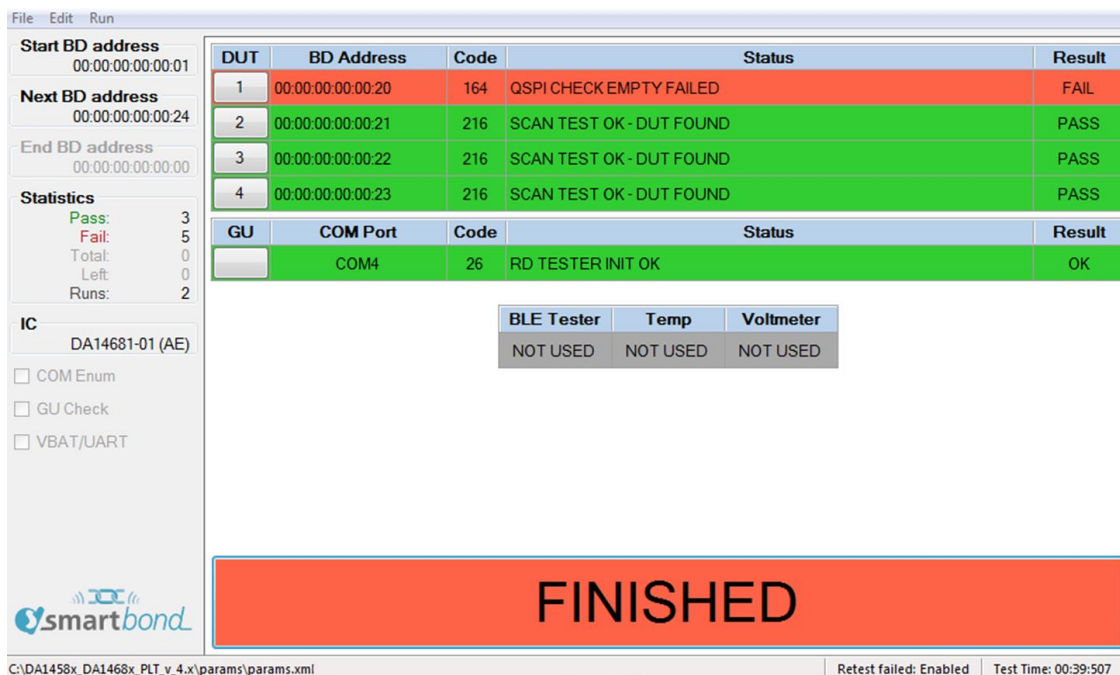 File Edit Run
Start BD address
00:00:00:00:00:01
Next BD address
00:00:00:00:00:24
End BD address
00:00:00:00:00:00
Statistics
Pass: 3
Fail: 5
Total: 0
Left: 0
Runs: 2
IC
DA14681-01 (AE)
COM Enum
GU Check
VBAT/UART
smartbond
DUT BD Address Code Status Result
1 00:00:00:00:00:20 164 QSPI CHECK EMPTY FAILED FAIL
2 00:00:00:00:00:21 216 SCAN TEST OK - DUT FOUND PASS
3 00:00:00:00:00:22 216 SCAN TEST OK - DUT FOUND PASS
4 00:00:00:00:00:23 216 SCAN TEST OK - DUT FOUND PASS
GU COM Port Code Status Result
COM4 26 RD TESTER INIT OK OK
BLE Tester Temp Voltmeter
NOT USED NOT USED NOT USED
FINISHED
C:\DA1458x_DA1468x_PLT_v_4.x\params\params.xml Retest failed: Enabled Test Time: 00:39:507